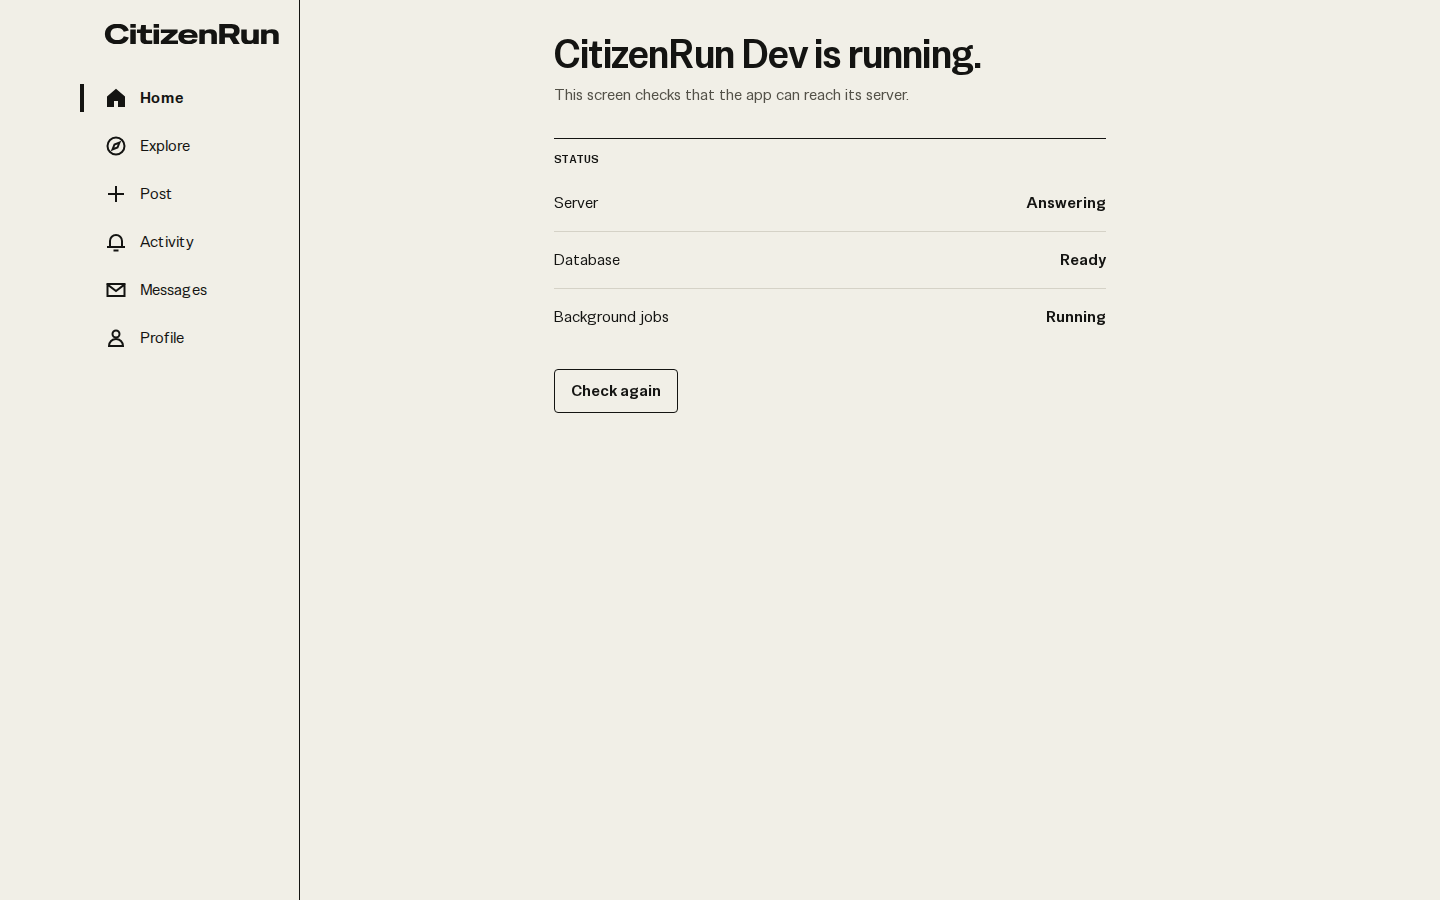 CitizenRun
Home
Explore
Post
Activity
Messages
Profile
CitizenRun Dev is running.
This screen checks that the app can reach its server.
STATUS
Server Answering
Database Ready
Background jobs Running
Check again